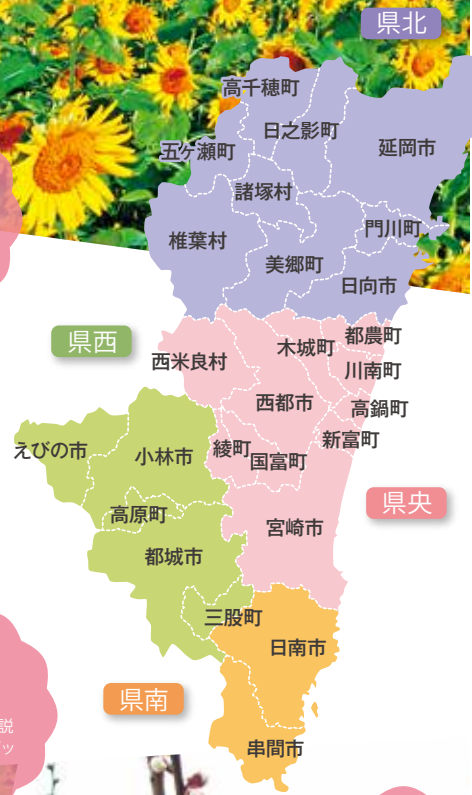 県北
高千穂町
日之影町
延岡市
五ヶ瀬町
諸塚村
門川町
椎葉村
美郷町
日向市
県西
西米良村
木城町
都農町
川南町
西都市
高鍋町
新富町
えびの市
小林市
綾町
国富町
県央
高原町
宮崎市
都城市
三股町
日南市
県南
串間市
説
ッ